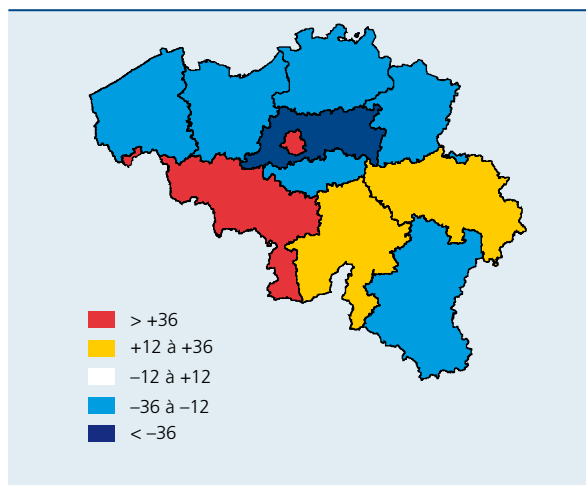 > +36
+12 à +36
–12 à +12
–36 à –12
< –36